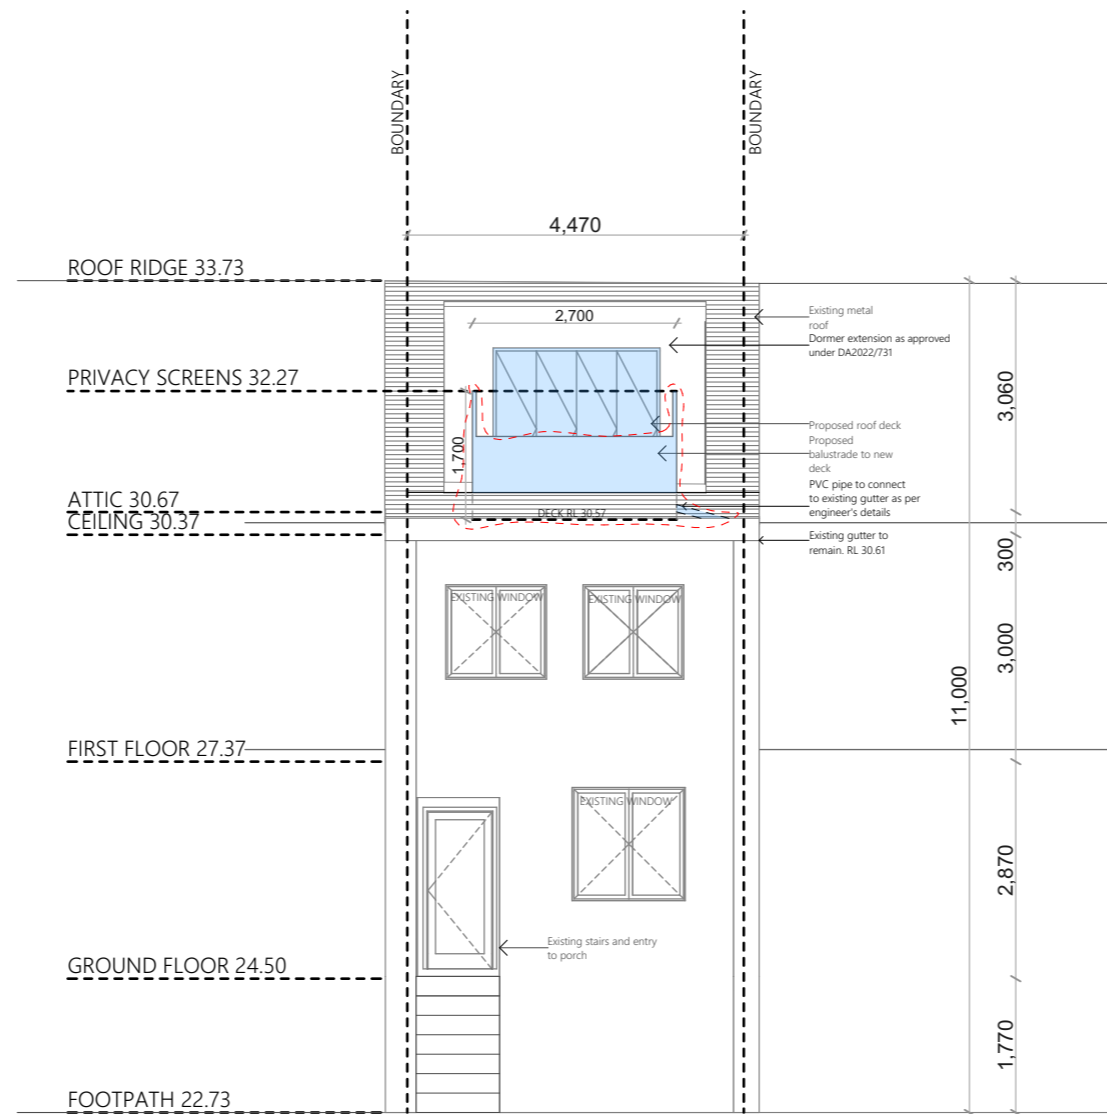 BOUNDARY
BOUNDARY
4,470
ROOF RIDGE 33.73
2,700
Existing metal
roof
Dormer extension as approved
under DA2022/731
PRIVACY SCREENS 32.27
3,060
Proposed roof deck
Proposed
balustrade to new
deck
1,700
PVC pipe to connect
to existing gutter as per
engineer's details
ATTIC 30.67
DECK RL 30.57
CEILING 30.37
Existing gutter to
remain. RL 30.61
300
EXISTING WINDOW
EXISTING WINDOW
3,000
11,000
FIRST FLOOR 27.37
EXISTING WINDOW
2,870
Existing stairs and entry
to porch
GROUND FLOOR 24.50
1,770
FOOTPATH 22.73